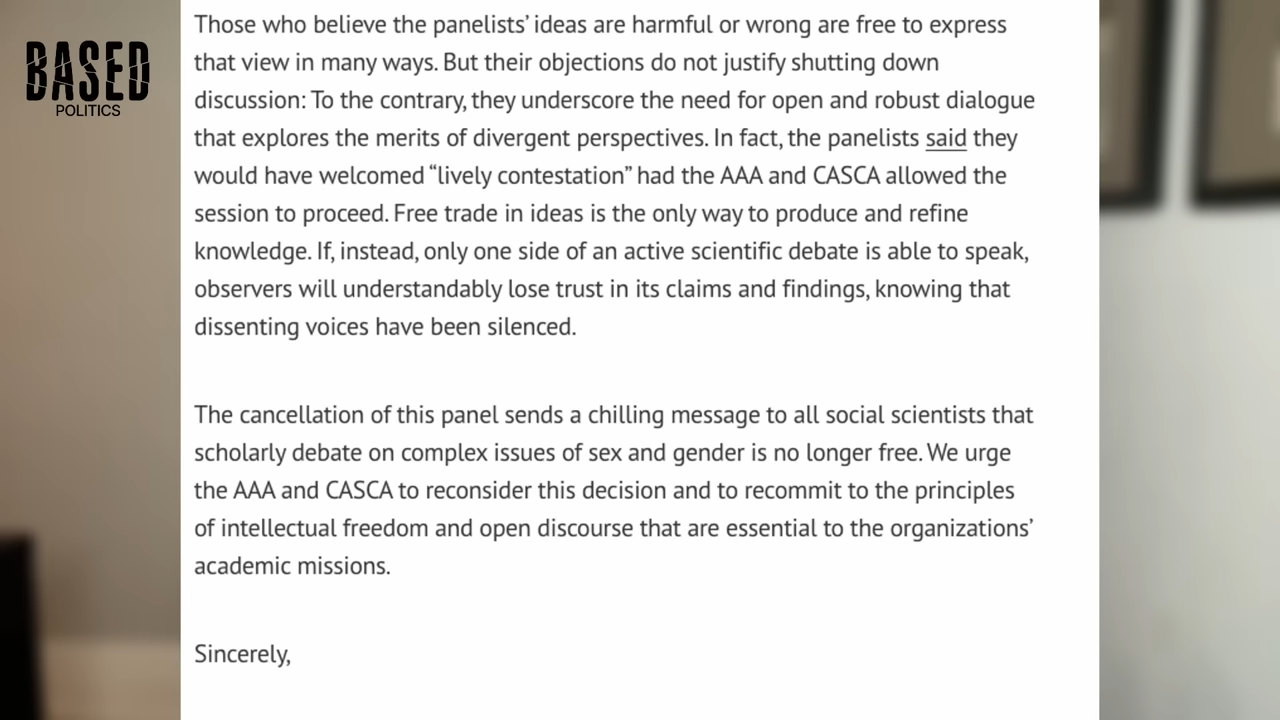 BASED
POLITICS
Those who believe the panelists’ ideas are harmful or wrong are free to express
that view in many ways. But their objections do not justify shutting down
discussion: To the contrary, they underscore the need for open and robust dialogue
that explores the merits of divergent perspectives. In fact, the panelists said they
would have welcomed “lively contestation” had the AAA and CASCA allowed the
session to proceed. Free trade in ideas is the only way to produce and refine
knowledge. If, instead, only one side of an active scientific debate is able to speak,
observers will understandably lose trust in its claims and findings, knowing that
dissenting voices have been silenced.
The cancellation of this panel sends a chilling message to all social scientists that
scholarly debate on complex issues of sex and gender is no longer free. We urge
the AAA and CASCA to reconsider this decision and to recommit to the principles
of intellectual freedom and open discourse that are essential to the organizations’
academic missions.
Sincerely,